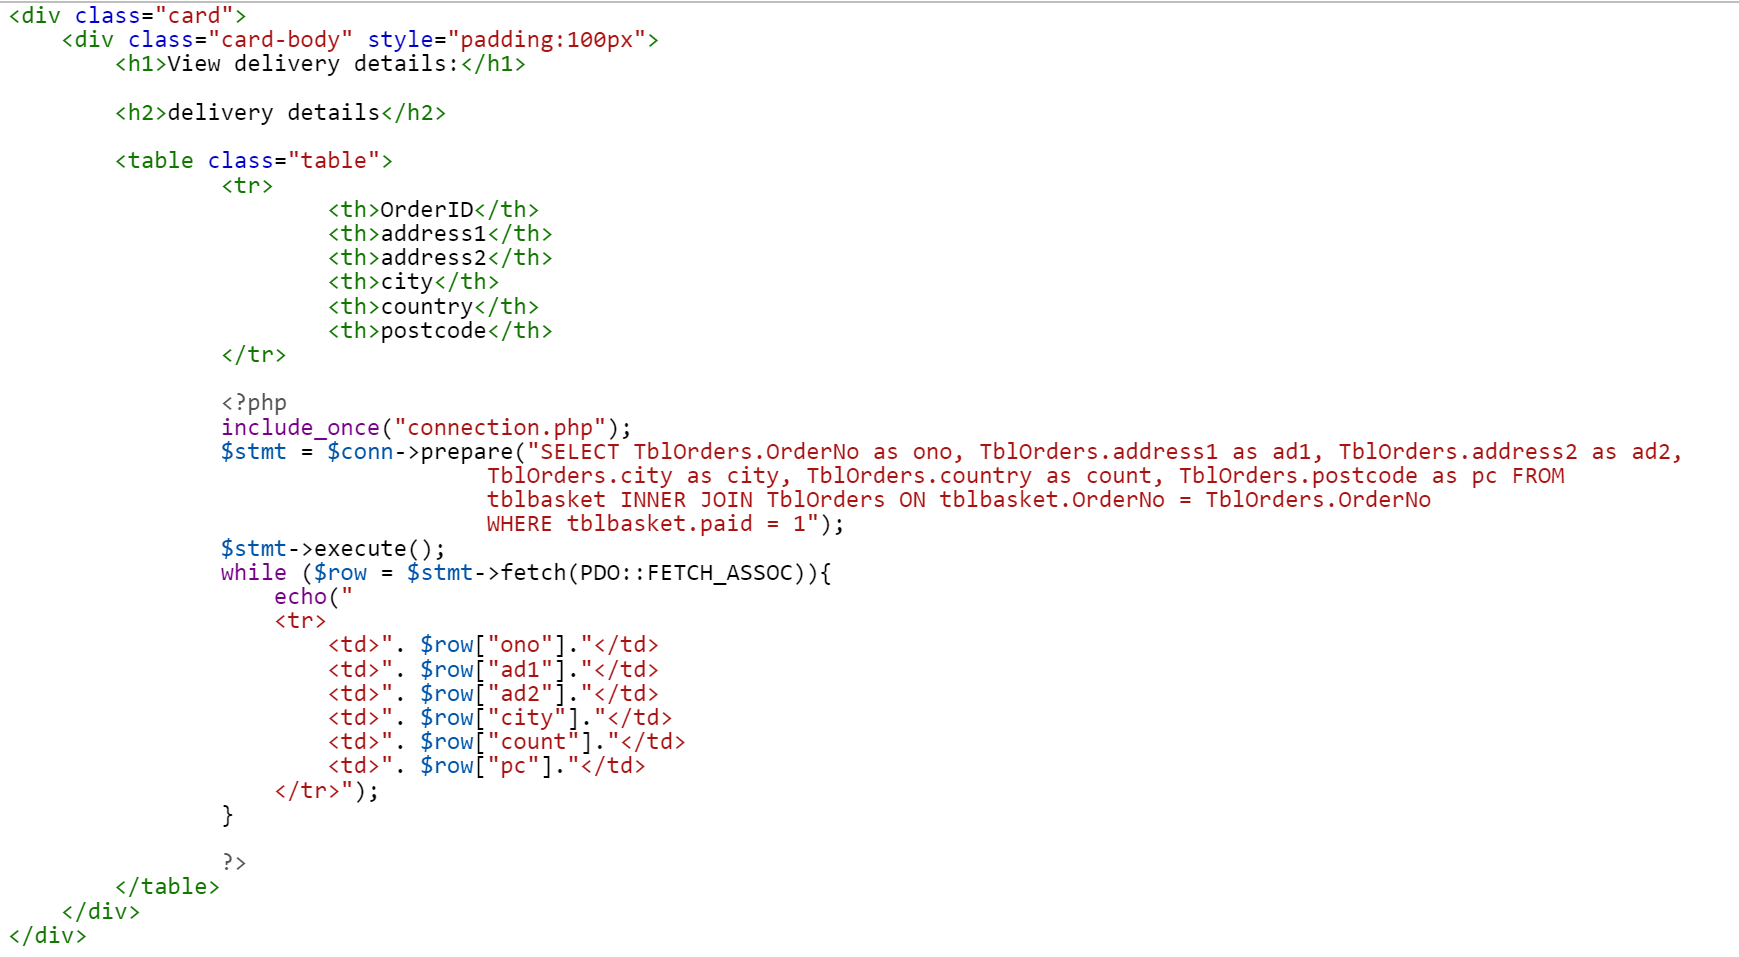 <div class="card">
    <div class="card-body" style="padding:100px">
        <h1>View delivery details:</h1>

        <h2>delivery details</h2>

        <table class="table">
                <tr>
                        <th>OrderID</th>
                        <th>address1</th>
                        <th>address2</th>
                        <th>city</th>
                        <th>country</th>
                        <th>postcode</th>
                </tr>

                <?php
                include_once("connection.php");
                $stmt = $conn->prepare("SELECT TblOrders.OrderNo as ono, TblOrders.address1 as ad1, TblOrders.address2 as ad2,
                                    TblOrders.city as city, TblOrders.country as count, TblOrders.postcode as pc FROM
                                    tblbasket INNER JOIN TblOrders ON tblbasket.OrderNo = TblOrders.OrderNo
                                    WHERE tblbasket.paid = 1");
                $stmt->execute();
                while ($row = $stmt->fetch(PDO::FETCH_ASSOC)){
                    echo("
                    <tr>
                        <td>". $row["ono"]."</td>
                        <td>". $row["ad1"]."</td>
                        <td>". $row["ad2"]."</td>
                        <td>". $row["city"]."</td>
                        <td>". $row["count"]."</td>
                        <td>". $row["pc"]."</td>
                    </tr>");
                }

                ?>
        </table>
    </div>
</div>